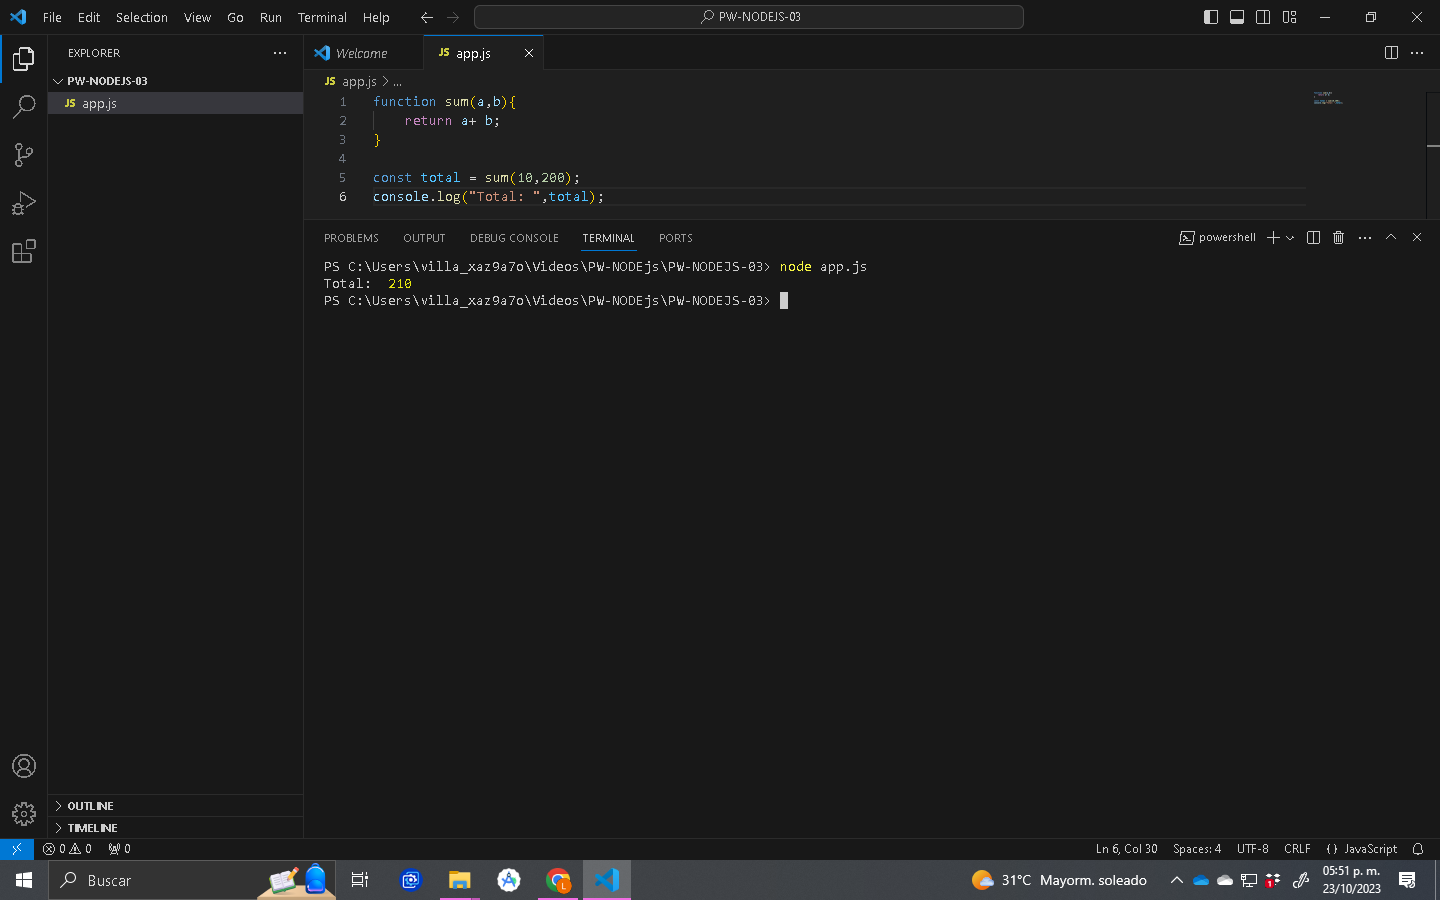 File Edit Selection View Go Run Terminal Help
PW-NODEJS-03
EXPLORER
PW-NODEJS-03
JS app.js
OUTLINE
TIMELINE
Welcome
JS app.js
JS app.js > ...
1 function sum(a,b){
2 return a+ b;
3 }
4
5 const total = sum(10,200);
6 console.log("Total: ",total);
PROBLEMS OUTPUT DEBUG CONSOLE TERMINAL PORTS
powershell
PS C:\Users\villa_xaz9a7o\Videos\PW-NODEjs\PW-NODEJS-03> node app.js
Total:  210
PS C:\Users\villa_xaz9a7o\Videos\PW-NODEjs\PW-NODEJS-03>
0 0 0
Ln 6, Col 30 Spaces: 4 UTF-8 CRLF {} JavaScript
Buscar
L
31°C Mayorm. soleado
1
05:51 p. m.
23/10/2023